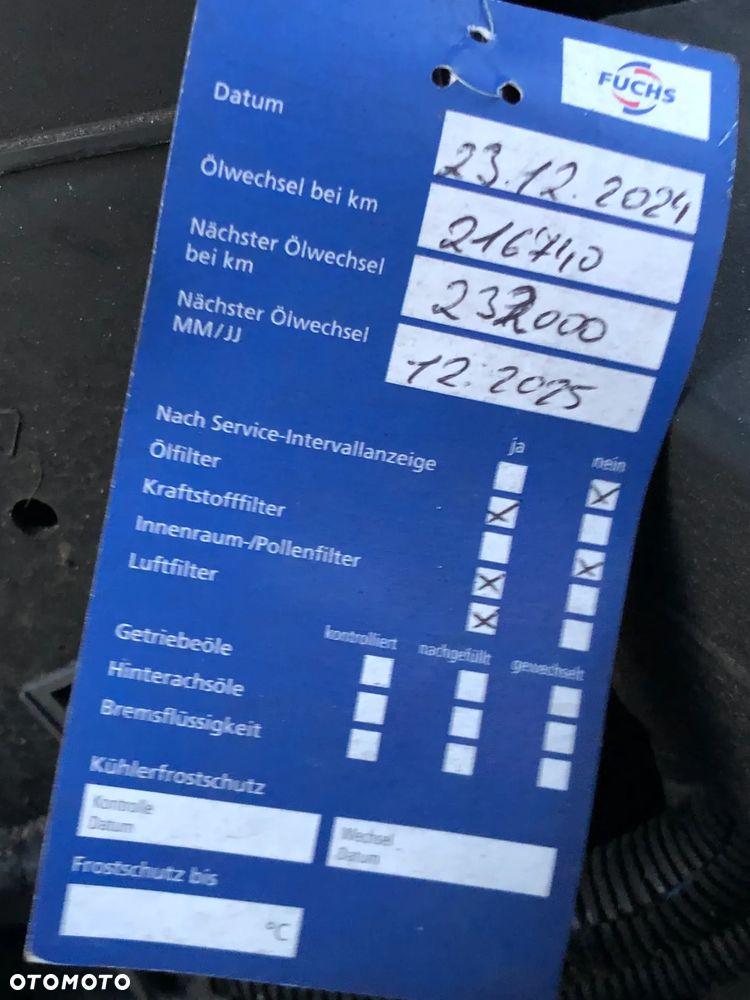 FUCHS
Datum
23.12.2024
Ölwechsel bei km
216740
Nächster Ölwechsel
bei km
232000
Nächster Ölwechsel
MM/JJ
12.2025
ja nein
Nach Service-Intervallanzeige
Ölfilter
Kraftstofffilter
Innenraum-/Pollenfilter
Luftfilter
kontrolliert nachgefüllt gewechselt
Getriebeöle
Hinterachsöle
Bremsflüssigkeit
Kühlerfrostschutz
Kontrolle
Datum
Wechsel
Datum
Frostschutz bis
°C
OTOMOTO